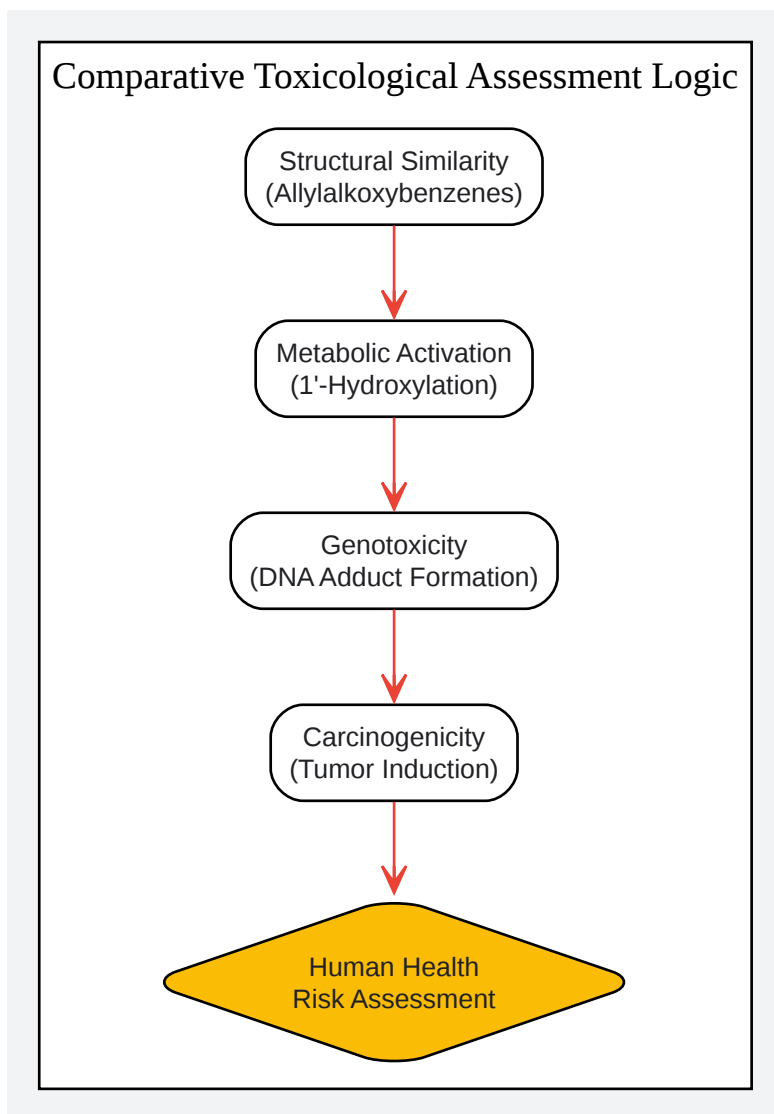 Comparative Toxicological Assessment Logic
Structural Similarity
(Allylalkoxybenzenes)
Metabolic Activation
(1'-Hydroxylation)
Genotoxicity
(DNA Adduct Formation)
Carcinogenicity
(Tumor Induction)
Human Health
Risk Assessment